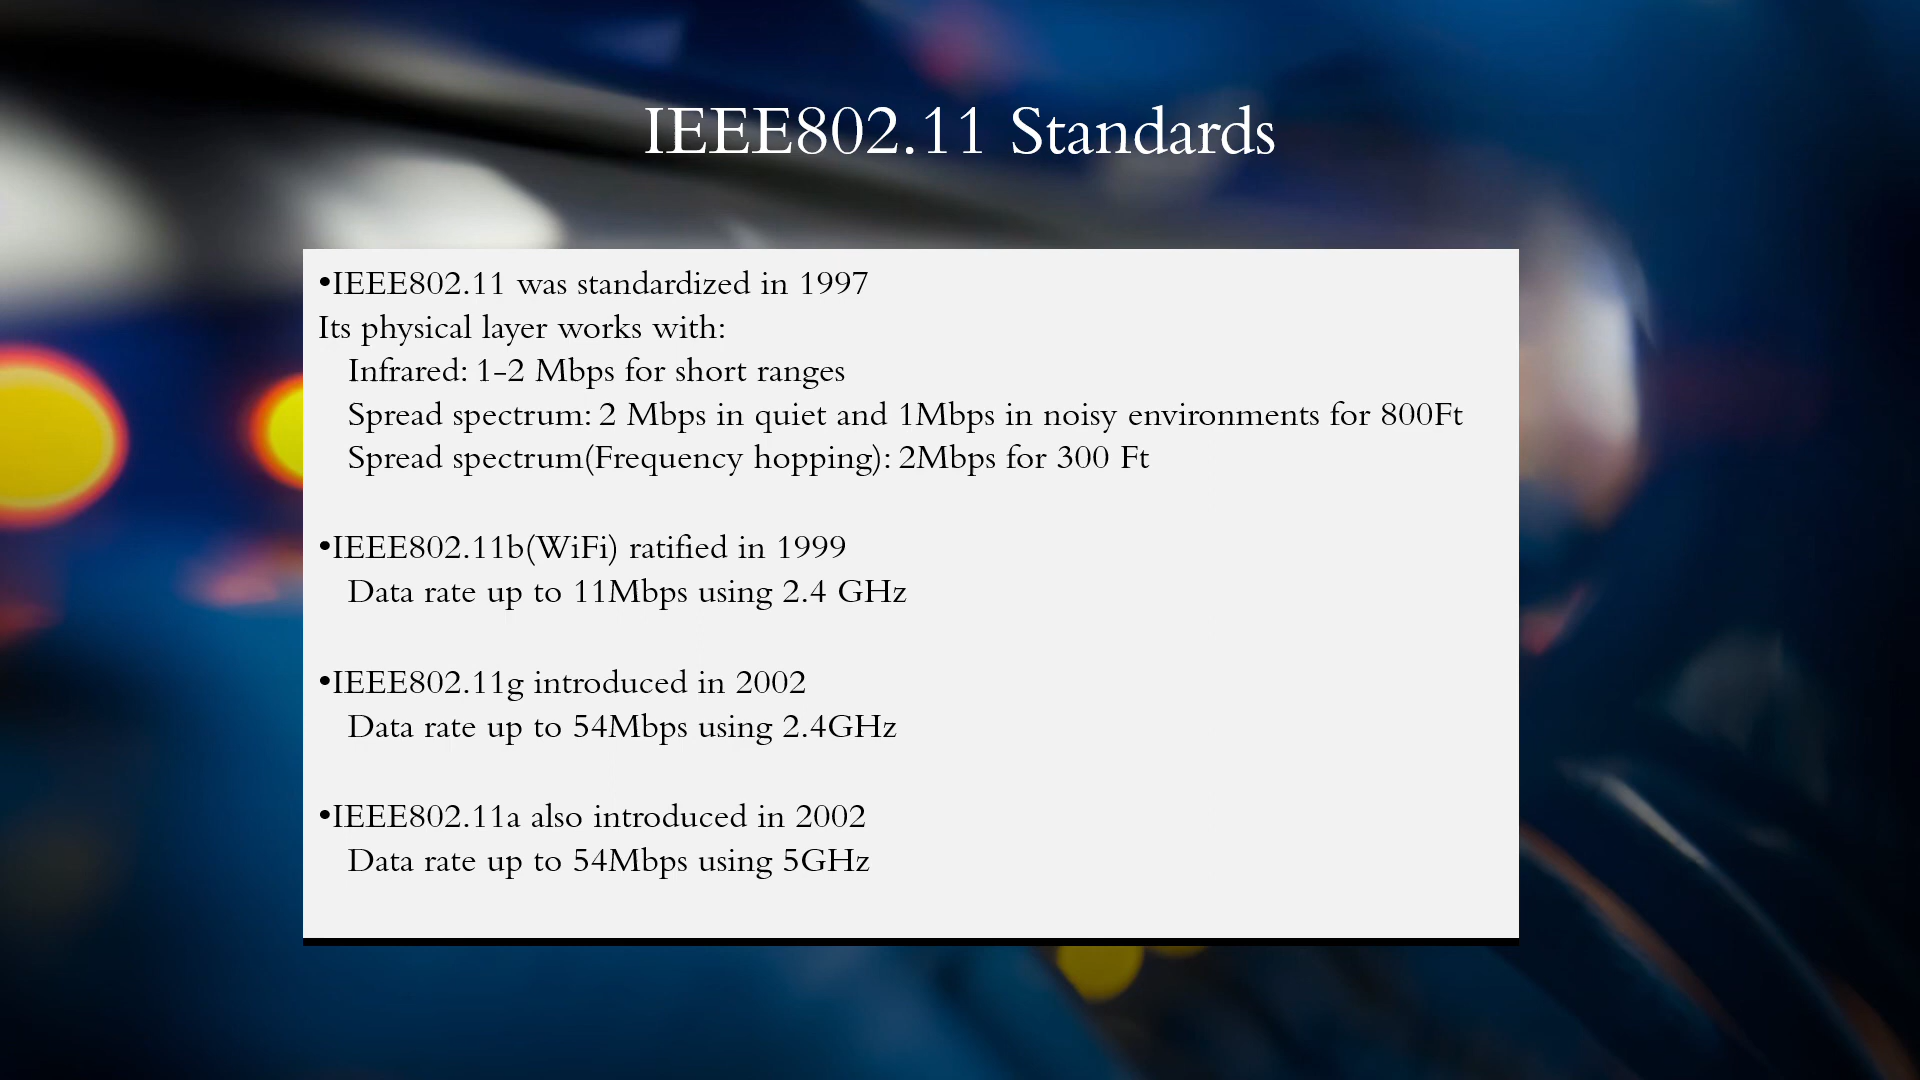 IEEE802.11 Standards
•IEEE802.11 was standardized in 1997
Its physical layer works with:
Infrared: 1-2 Mbps for short ranges
Spread spectrum: 2 Mbps in quiet and 1Mbps in noisy environments for 800Ft
Spread spectrum(Frequency hopping): 2Mbps for 300 Ft
•IEEE802.11b(WiFi) ratified in 1999
Data rate up to 11Mbps using 2.4 GHz
•IEEE802.11g introduced in 2002
Data rate up to 54Mbps using 2.4GHz
•IEEE802.11a also introduced in 2002
Data rate up to 54Mbps using 5GHz